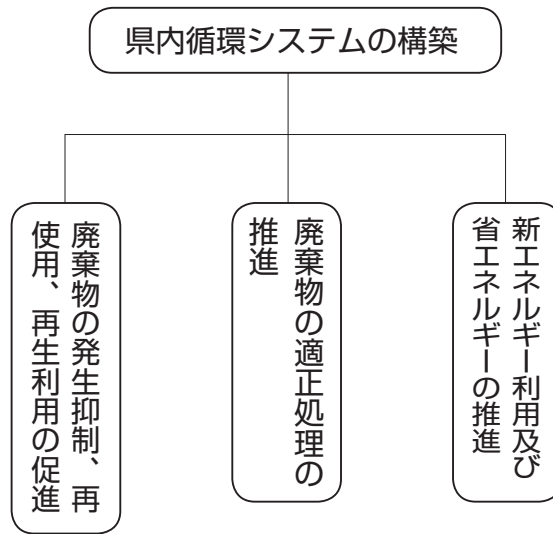 県内循環システムの構築
廃棄物の発生抑制、再
使用、再生利用の促進
廃棄物の適正処理の
推進
新エネルギー利用及び
省エネルギーの推進